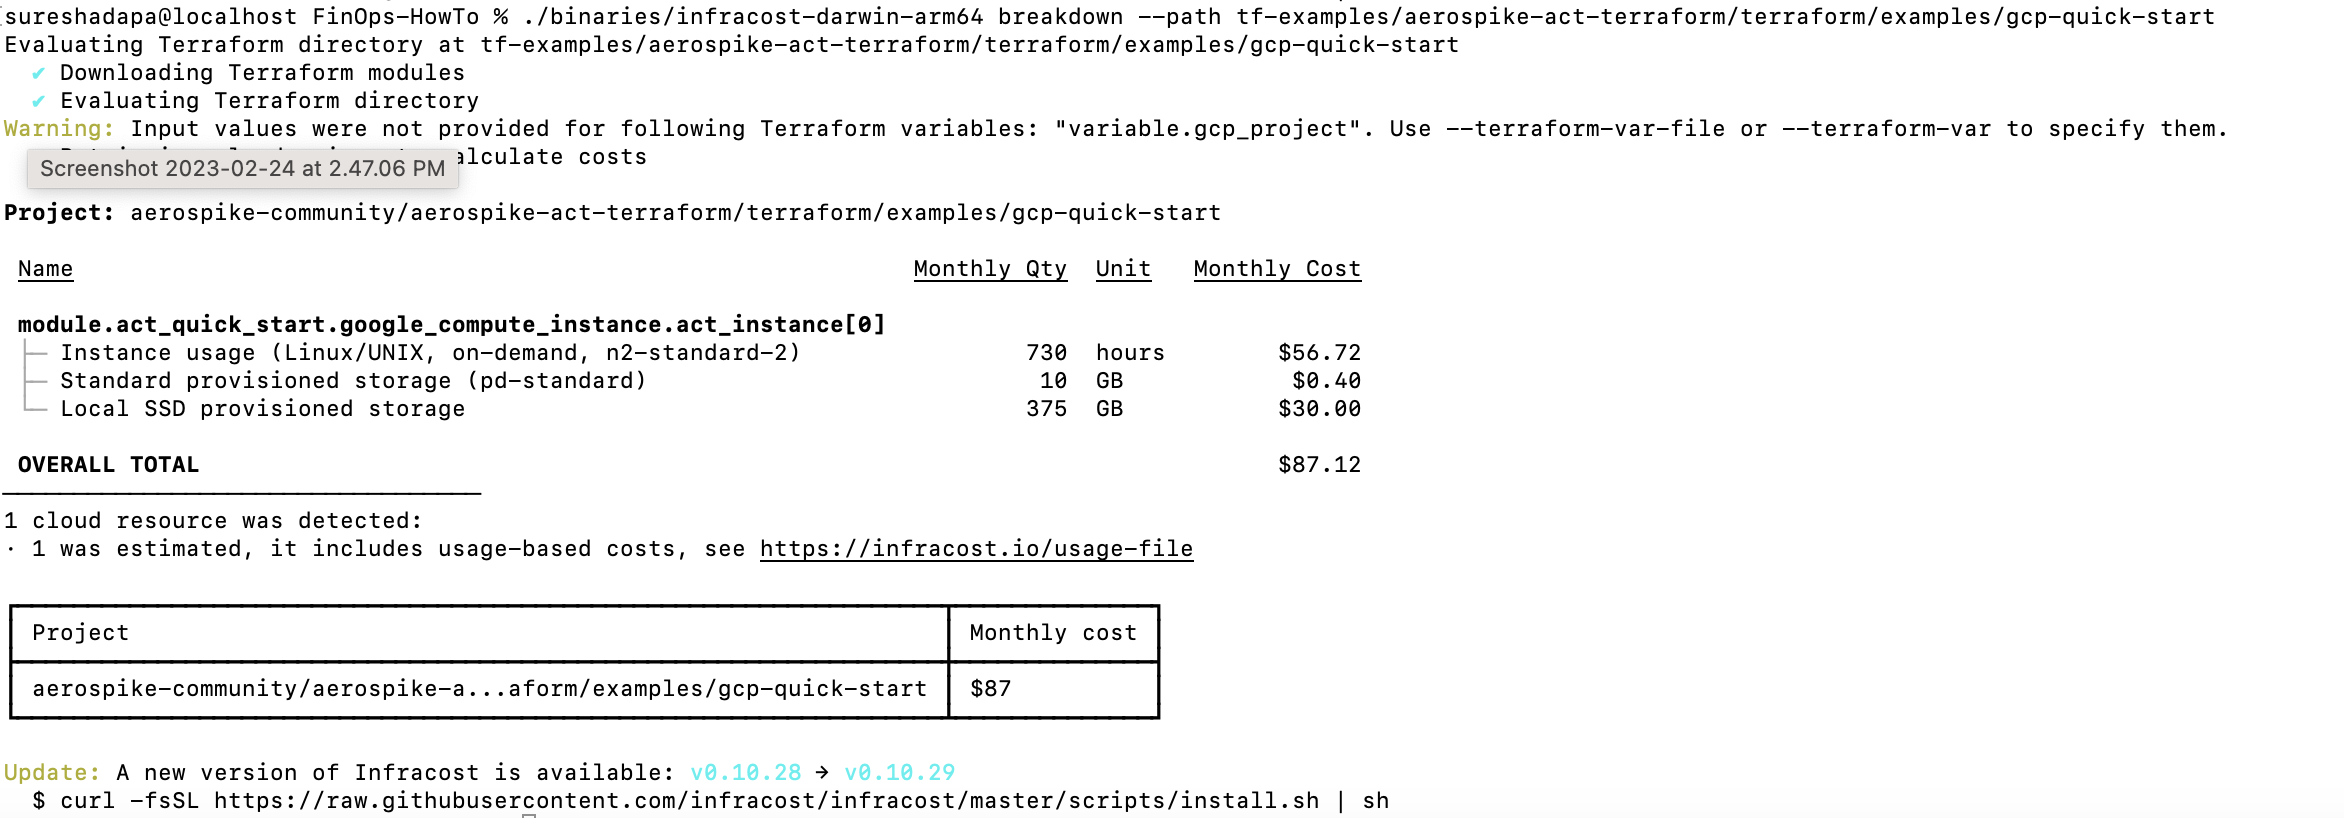 sureshadapa@localhost FinOps-HowTo % ./binaries/infracost-darwin-arm64 breakdown --path tf-examples/aerospike-act-terraform/terraform/examples/gcp-quick-start
Evaluating Terraform directory at tf-examples/aerospike-act-terraform/terraform/examples/gcp-quick-start
✔ Downloading Terraform modules
✔ Evaluating Terraform directory
Warning: Input values were not provided for following Terraform variables: "variable.gcp_project". Use --terraform-var-file or --terraform-var to specify them.
alculate costs
Screenshot 2023-02-24 at 2.47.06 PM
Project: aerospike-community/aerospike-act-terraform/terraform/examples/gcp-quick-start
Name Monthly Qty Unit Monthly Cost
module.act_quick_start.google_compute_instance.act_instance[0]
├─ Instance usage (Linux/UNIX, on-demand, n2-standard-2) 730 hours $56.72
├─ Standard provisioned storage (pd-standard) 10 GB $0.40
└─ Local SSD provisioned storage 375 GB $30.00
OVERALL TOTAL $87.12
1 cloud resource was detected:
· 1 was estimated, it includes usage-based costs, see https://infracost.io/usage-file
Project Monthly cost
aerospike-community/aerospike-a...aform/examples/gcp-quick-start $87
Update: A new version of Infracost is available: v0.10.28 → v0.10.29
$ curl -fsSL https://raw.githubusercontent.com/infracost/infracost/master/scripts/install.sh | sh